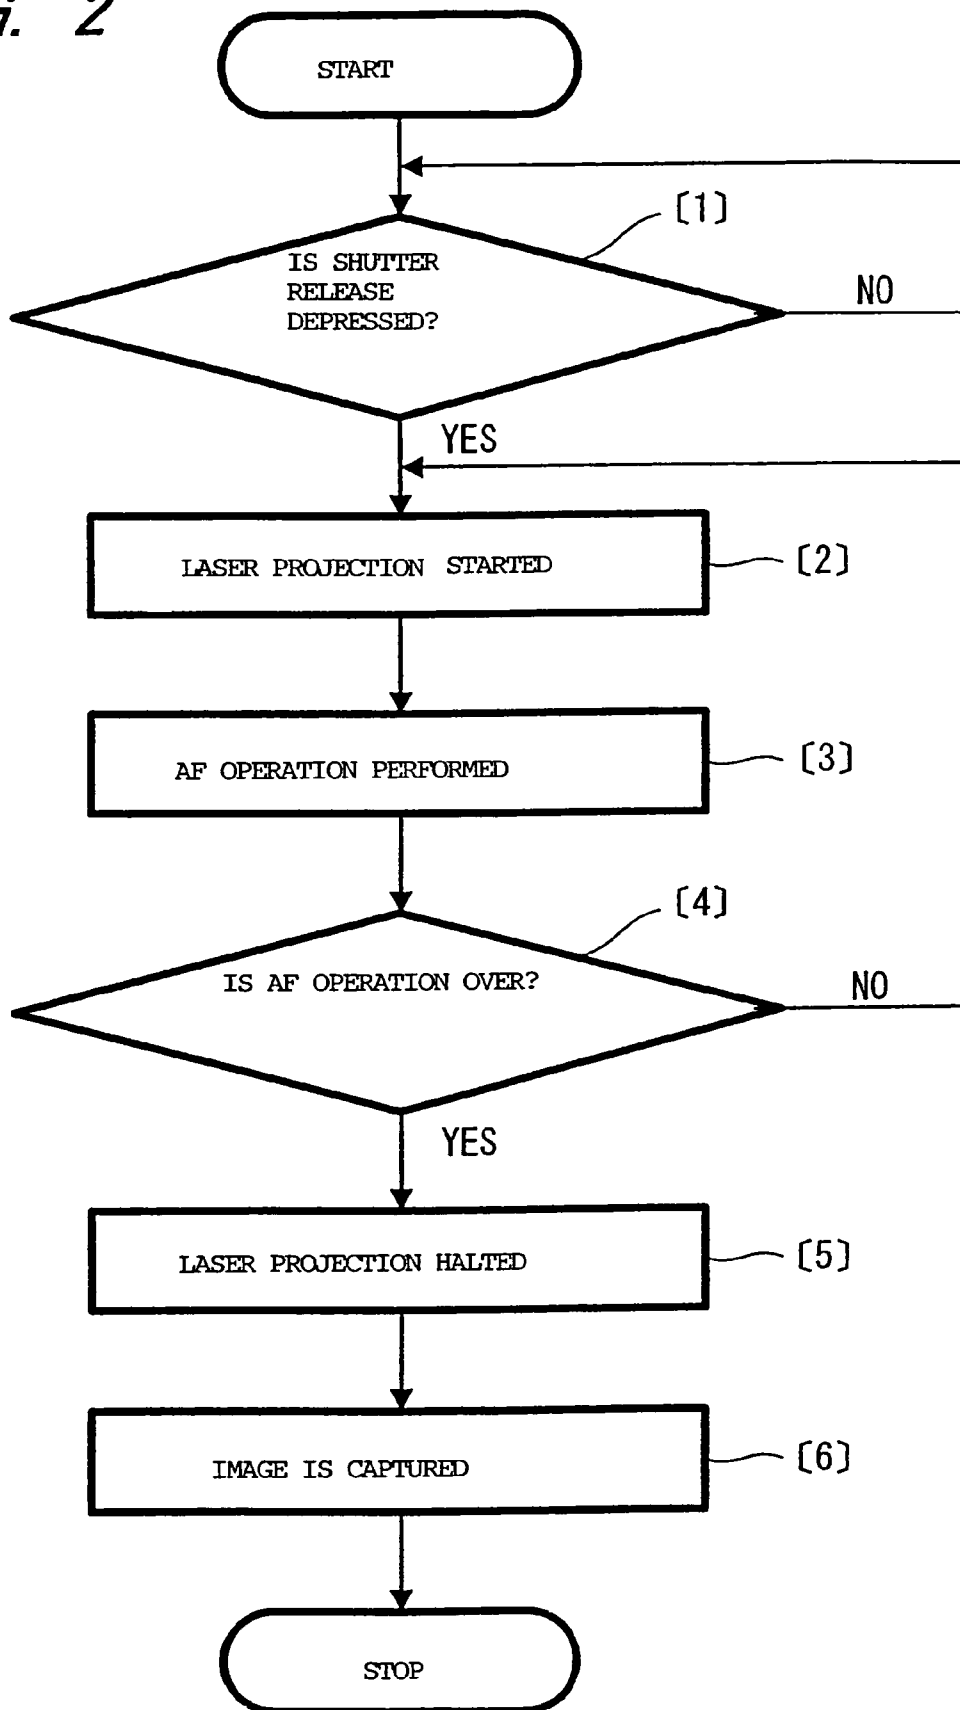 2
START
[1]
IS SHUTTER
RELEASE
DEPRESSED?
NO
YES
LASER PROJECTION STARTED
[2]
AF OPERATION PERFORMED
[3]
[4]
IS AF OPERATION OVER?
NO
YES
LASER PROJECTION HALTED
[5]
IMAGE IS CAPTURED
[6]
STOP